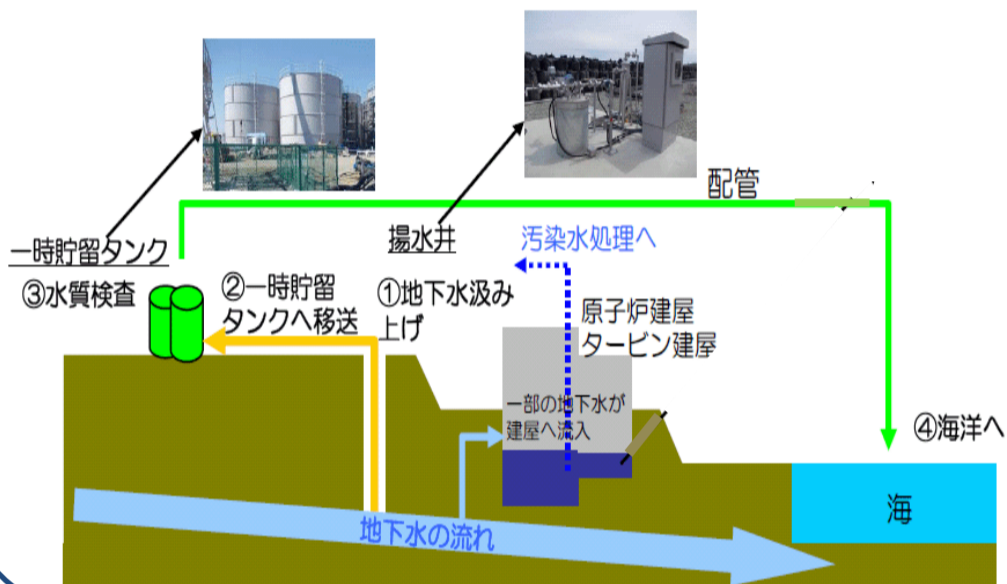 配管
一時貯留タンク
③水質検査
②一時貯留
タンクへ移送
揚水井
①地下水汲み
上げ
汚染水処理へ
原子炉建屋
タービン建屋
一部の地下水が
建屋へ流入
④海洋へ
海
地下水の流れ